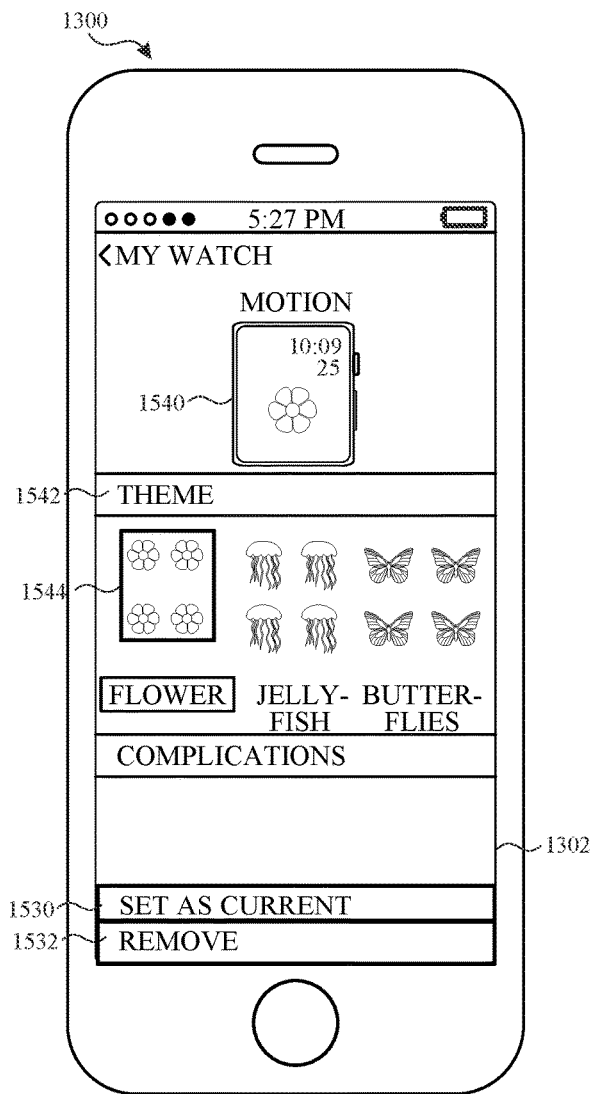 1300
5:27 PM
<MY WATCH
MOTION
10:09
25
1540
1542
THEME
1544
FLOWER JELLY- BUTTER-
FISH FLIES
COMPLICATIONS
1302
1530
SET AS CURRENT
1532
REMOVE